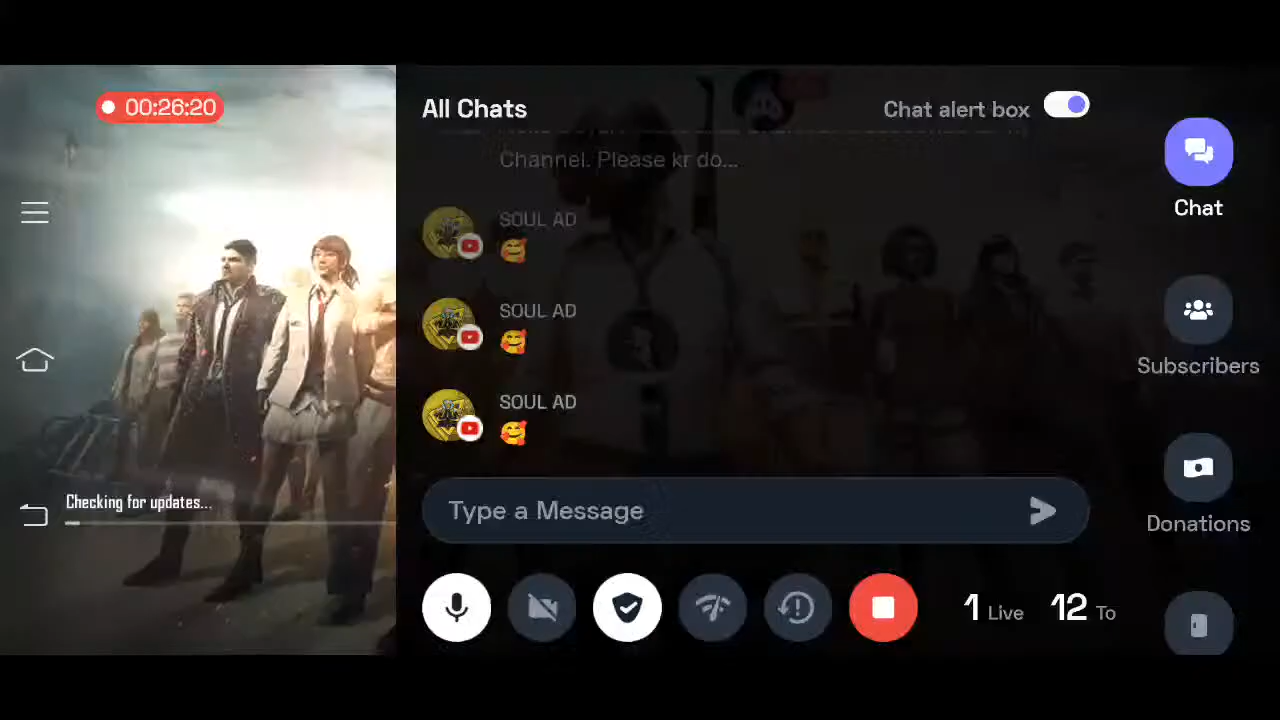 00:26:20
All Chats
Chat alert box
Channel. Please kr do...
SOUL AD
SOUL AD
SOUL AD
Chat
Subscribers
Checking for updates...
Type a Message
Donations
1 Live 12 To